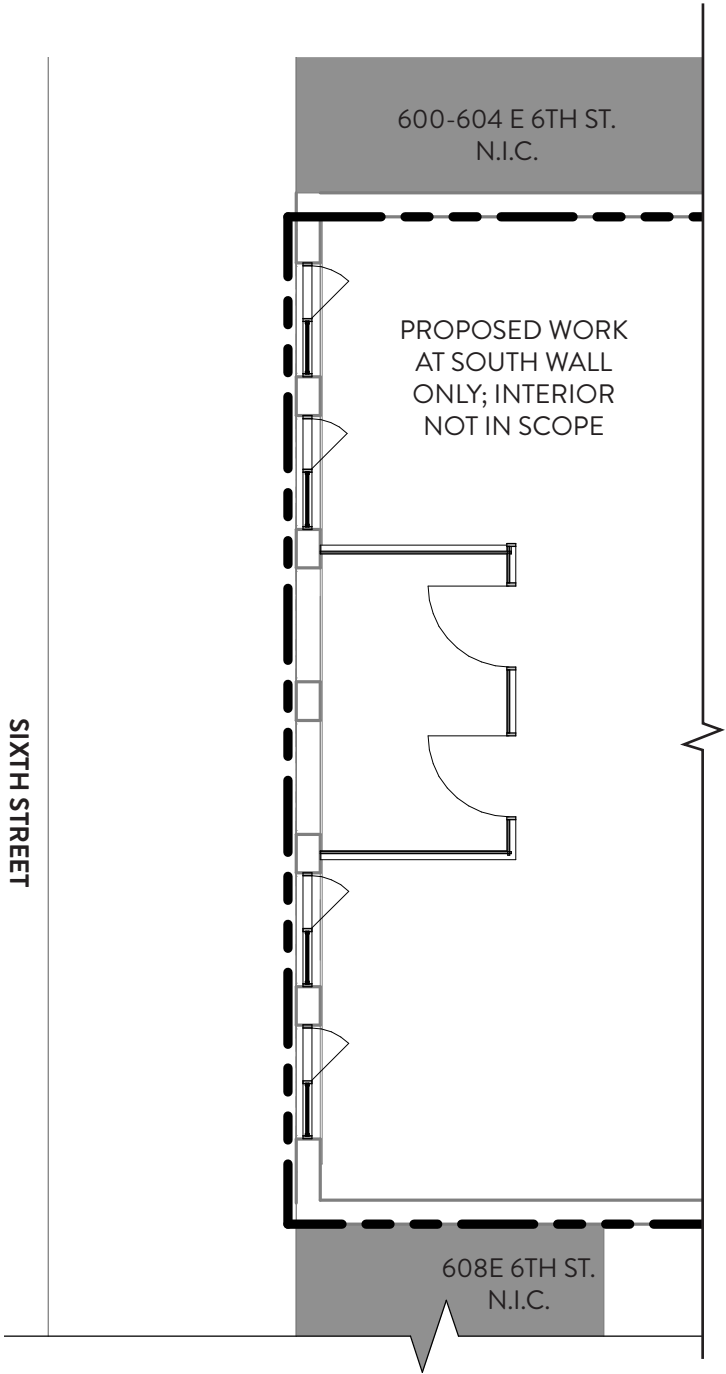 600-604 E 6TH ST.
N.I.C.
PROPOSED WORK
AT SOUTH WALL
ONLY; INTERIOR
NOT IN SCOPE
SIXTH STREET
608E 6TH ST.
N.I.C.